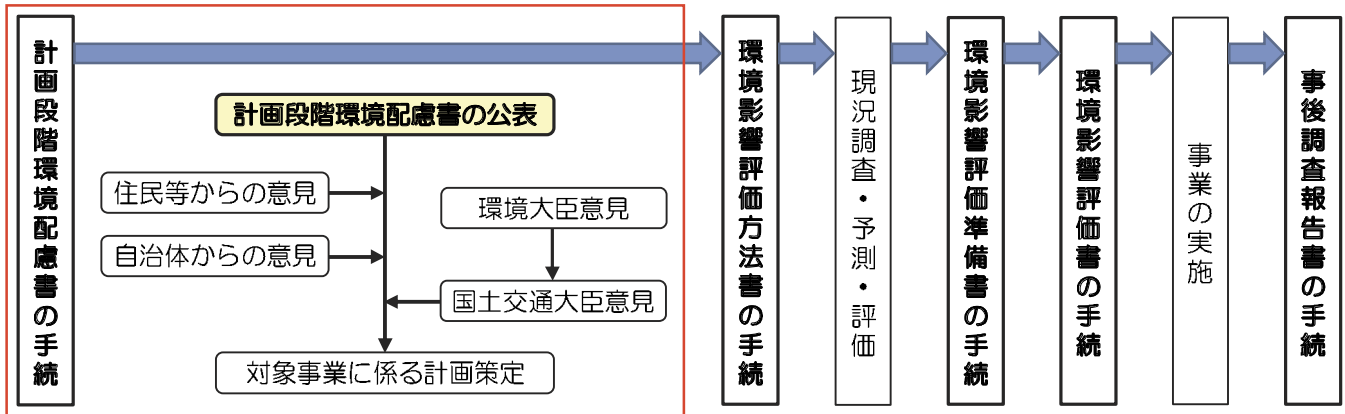 計画段階環境配慮書の手続
計画段階環境配慮書の公表
住民等からの意見
自治体からの意見
環境大臣意見
国土交通大臣意見
対象事業に係る計画策定
環境影響評価方法書の手続
現況調査・予測・評価
環境影響評価準備書の手続
環境影響評価書の手続
事業の実施
事後調査報告書の手続